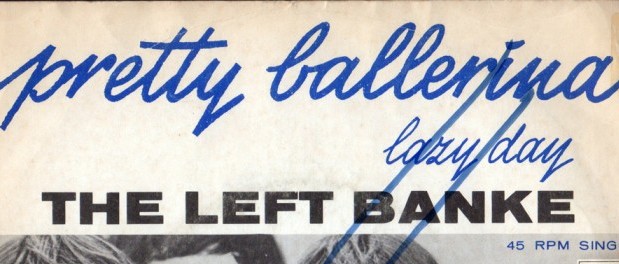 pretty ballerina
lazy day
THE LEFT BANKE
45 RPM SING